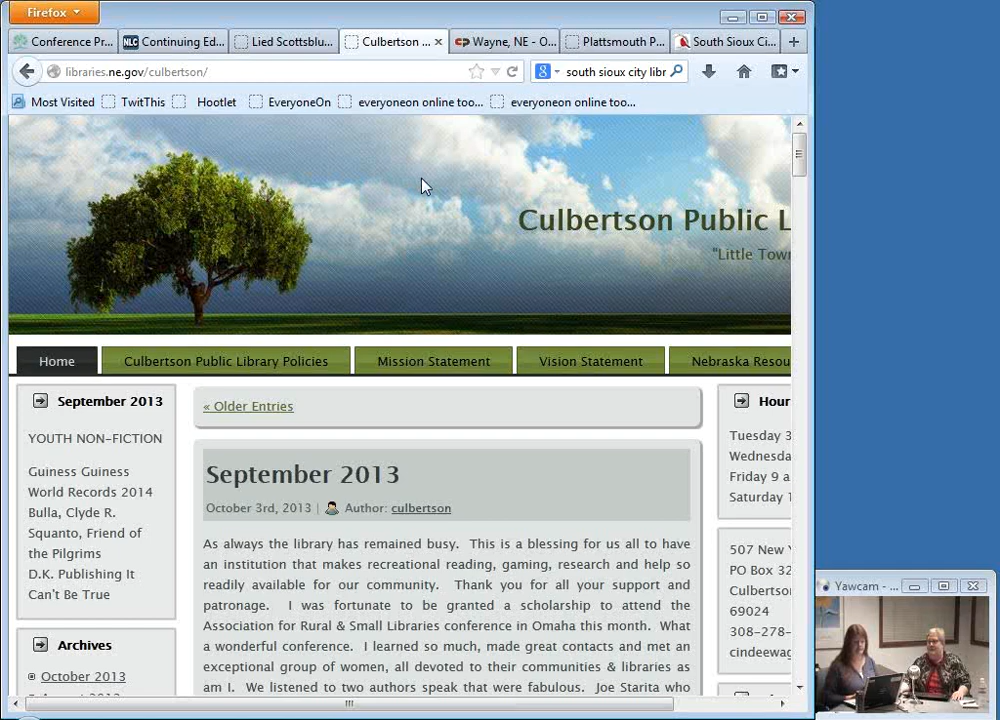 Firefox
Conference Pr...
NLC Continuing Ed...
Lied Scottsblu...
Culbertson ...
CP Wayne, NE - O...
Plattsmouth P...
South Sioux Ci...
libraries.ne.gov/culbertson/
south sioux city libr
Most Visited
TwitThis
Hootlet
EveryoneOn
everyoneon online too...
everyoneon online too...
Culbertson Public L
"Little Town
Home
Culbertson Public Library Policies
Mission Statement
Vision Statement
Nebraska Resou
September 2013
YOUTH NON-FICTION
Guiness Guiness
World Records 2014
Bulla, Clyde R.
Squanto, Friend of
the Pilgrims
D.K. Publishing It
Can't Be True
Archives
October 2013
« Older Entries
September 2013
October 3rd, 2013 | Author: culbertson
As always the library has remained busy. This is a blessing for us all to have
an institution that makes recreational reading, gaming, research and help so
readily available for our community. Thank you for all your support and
patronage. I was fortunate to be granted a scholarship to attend the
Association for Rural & Small Libraries conference in Omaha this month. What
a wonderful conference. I learned so much, made great contacts and met an
exceptional group of women, all devoted to their communities & libraries as
am I. We listened to two authors speak that were fabulous. Joe Starita who
Hour
Tuesday 3
Wednesda
Friday 9 a
Saturday 1
507 New Y
PO Box 32
Culbertso
69024
308-278-
cindeewag
Yawcam - ...